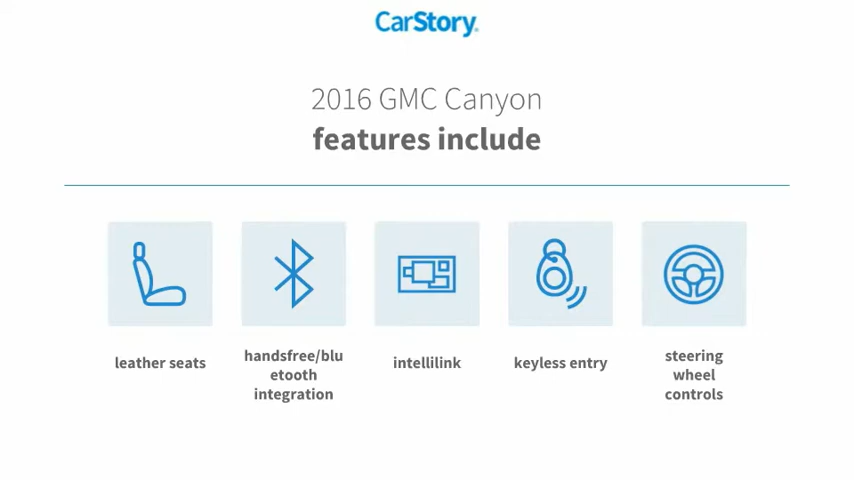 CarStory
2016 GMC Canyon
features include
leather seats
handsfree/blu
etooth
integration
intellilink
keyless entry
steering
wheel
controls